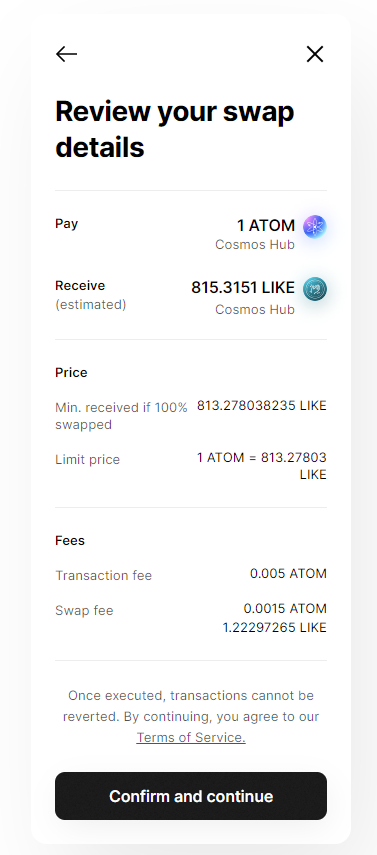 Review your swap
details
Pay
1 ATOM
Cosmos Hub
Receive
(estimated)
815.3151 LIKE
Cosmos Hub
Price
Min. received if 100%
swapped
813.278038235 LIKE
Limit price
1 ATOM = 813.27803
LIKE
Fees
Transaction fee
0.005 ATOM
Swap fee
0.0015 ATOM
1.22297265 LIKE
Once executed, transactions cannot be
reverted. By continuing, you agree to our
Terms of Service.
Confirm and continue